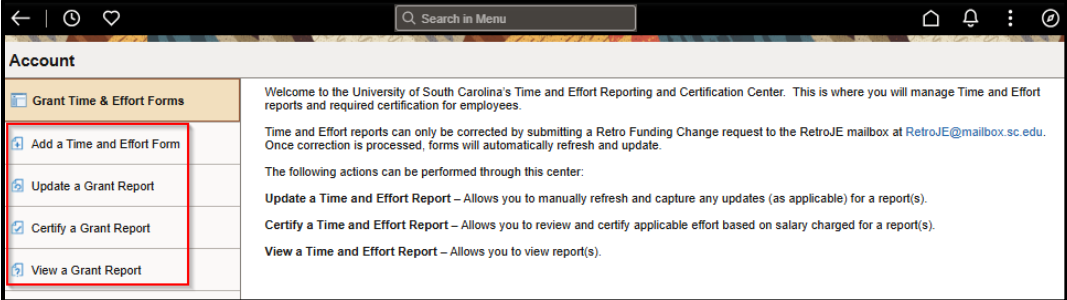 Search in Menu
Account
Grant Time & Effort Forms
Add a Time and Effort Form
Update a Grant Report
Certify a Grant Report
View a Grant Report
Welcome to the University of South Carolina's Time and Effort Reporting and Certification Center. This is where you will manage Time and Effort
reports and required certification for employees.
Time and Effort reports can only be corrected by submitting a Retro Funding Change request to the RetroJE mailbox at RetroJE@mailbox.sc.edu.
Once correction is processed, forms will automatically refresh and update.
The following actions can be performed through this center:
Update a Time and Effort Report – Allows you to manually refresh and capture any updates (as applicable) for a report(s).
Certify a Time and Effort Report – Allows you to review and certify applicable effort based on salary charged for a report(s).
View a Time and Effort Report – Allows you to view report(s).